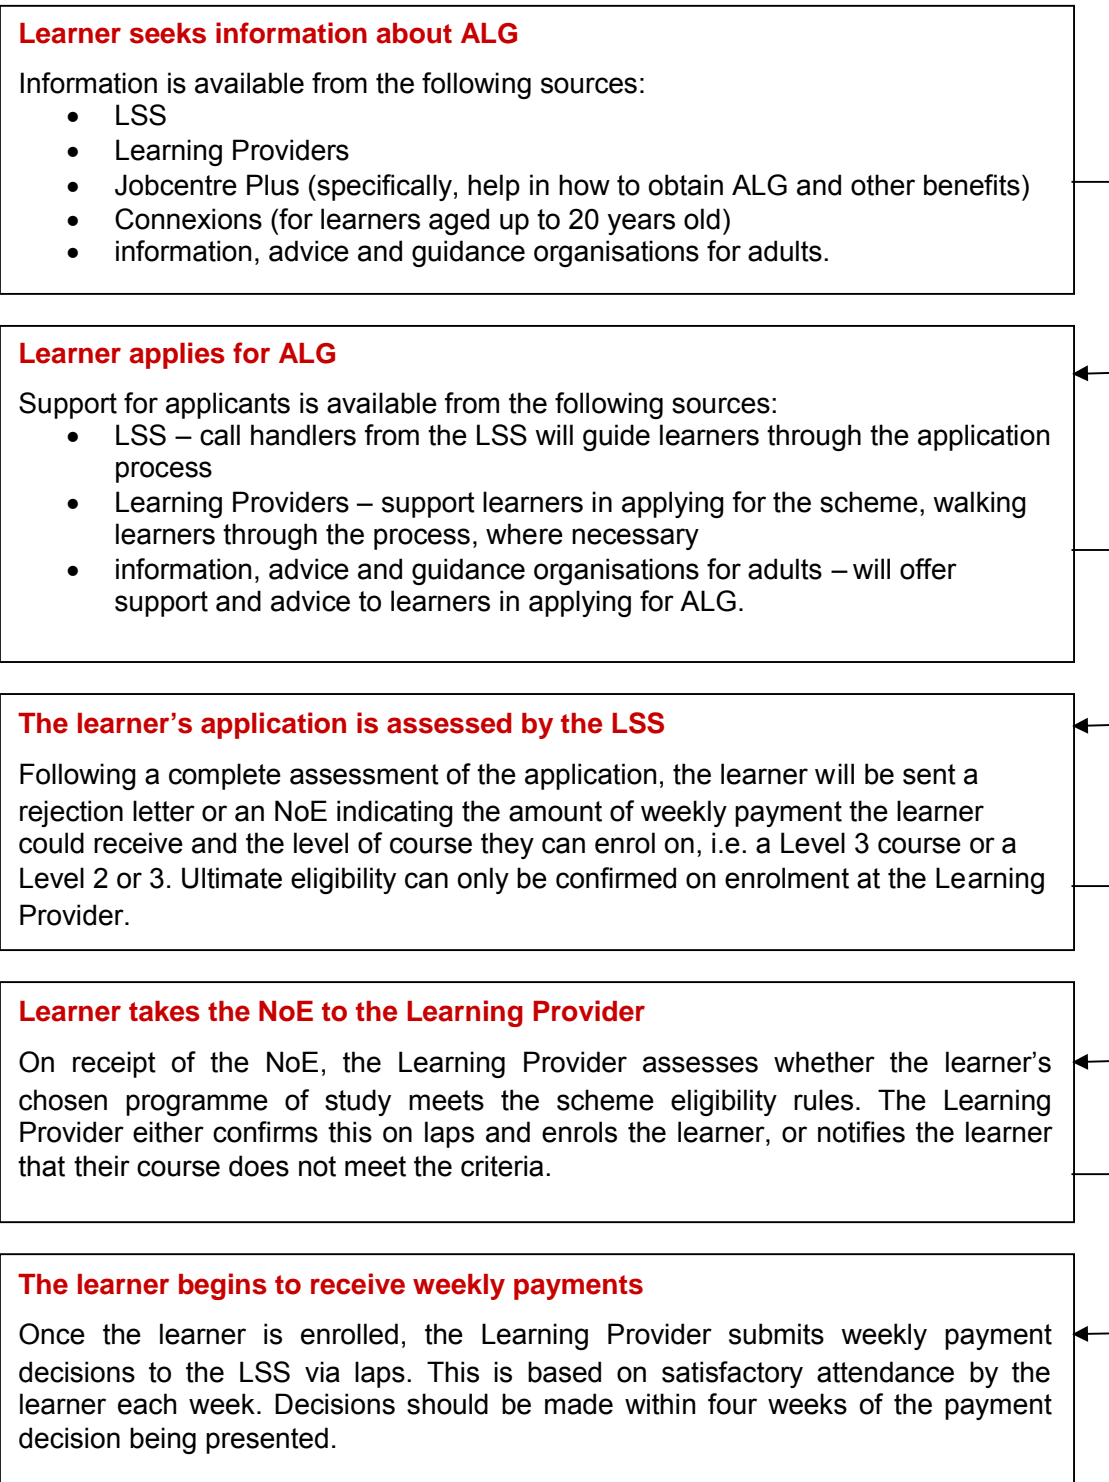 Learner seeks information about ALG
Information is available from the following sources:
• LSS
• Learning Providers
• Jobcentre Plus (specifically, help in how to obtain ALG and other benefits)
• Connexions (for learners aged up to 20 years old)
• information, advice and guidance organisations for adults.
Learner applies for ALG
Support for applicants is available from the following sources:
• LSS – call handlers from the LSS will guide learners through the application
process
• Learning Providers – support learners in applying for the scheme, walking
learners through the process, where necessary
• information, advice and guidance organisations for adults – will offer
support and advice to learners in applying for ALG.
The learner’s application is assessed by the LSS
Following a complete assessment of the application, the learner will be sent a
rejection letter or an NoE indicating the amount of weekly payment the learner
could receive and the level of course they can enrol on, i.e. a Level 3 course or a
Level 2 or 3. Ultimate eligibility can only be confirmed on enrolment at the Learning
Provider.
Learner takes the NoE to the Learning Provider
On receipt of the NoE, the Learning Provider assesses whether the learner’s
chosen programme of study meets the scheme eligibility rules. The Learning
Provider either confirms this on laps and enrols the learner, or notifies the learner
that their course does not meet the criteria.
The learner begins to receive weekly payments
Once the learner is enrolled, the Learning Provider submits weekly payment
decisions to the LSS via laps. This is based on satisfactory attendance by the
learner each week. Decisions should be made within four weeks of the payment
decision being presented.